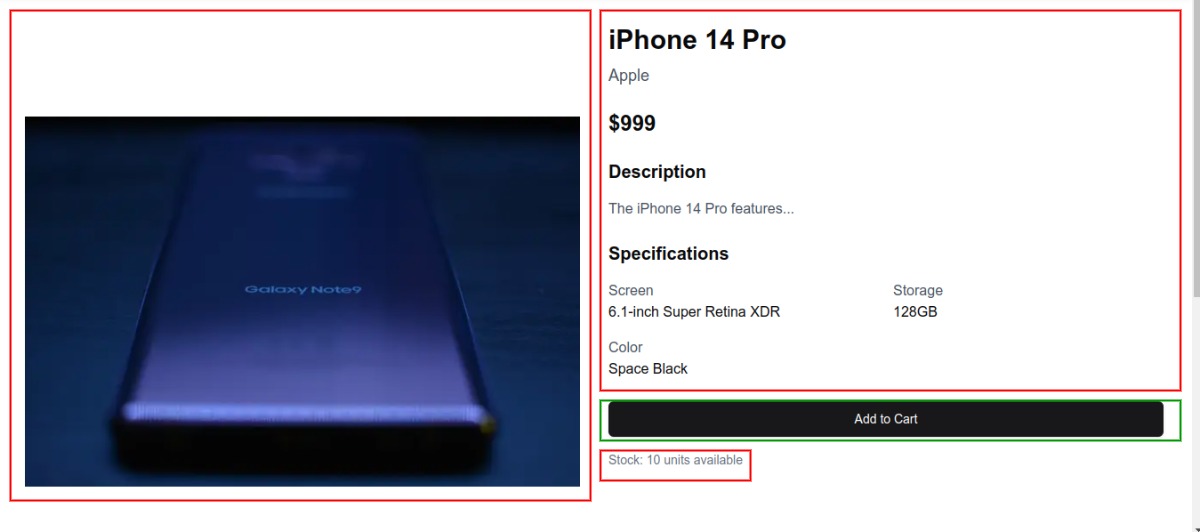 Galaxy Note9
iPhone 14 Pro
Apple
$999
Description
The iPhone 14 Pro features...
Specifications
Screen
Storage
6.1-inch Super Retina XDR
128GB
Color
Space Black
Add to Cart
Stock: 10 units available